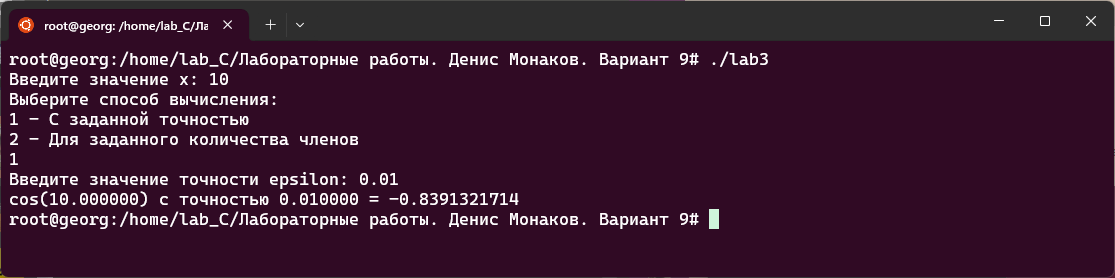 root@georg: /home/lab_C/Ла
root@georg:/home/lab_C/Лабораторные работы. Денис Монаков. Вариант 9# ./lab3
Введите значение x: 10
Выберите способ вычисления:
1 - С заданной точностью
2 - Для заданного количества членов
1
Введите значение точности epsilon: 0.01
cos(10.000000) с точностью 0.010000 = -0.8391321714
root@georg:/home/lab_C/Лабораторные работы. Денис Монаков. Вариант 9#